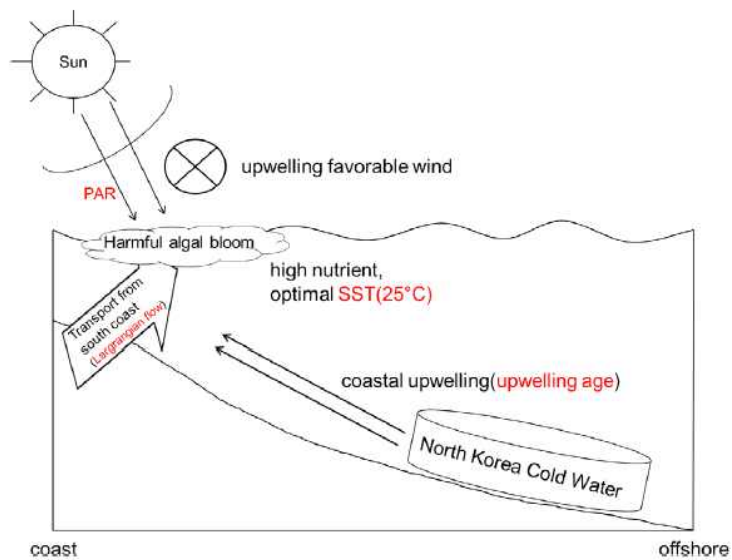 Sun
upwelling favorable wind
PAR
Harmful algal bloom
high nutrient,
optimal SST(25°C)
Transport from
south coast
(Largrangian flow)
coastal upwelling(upwelling age)
North Korea Cold Water
coast
offshore